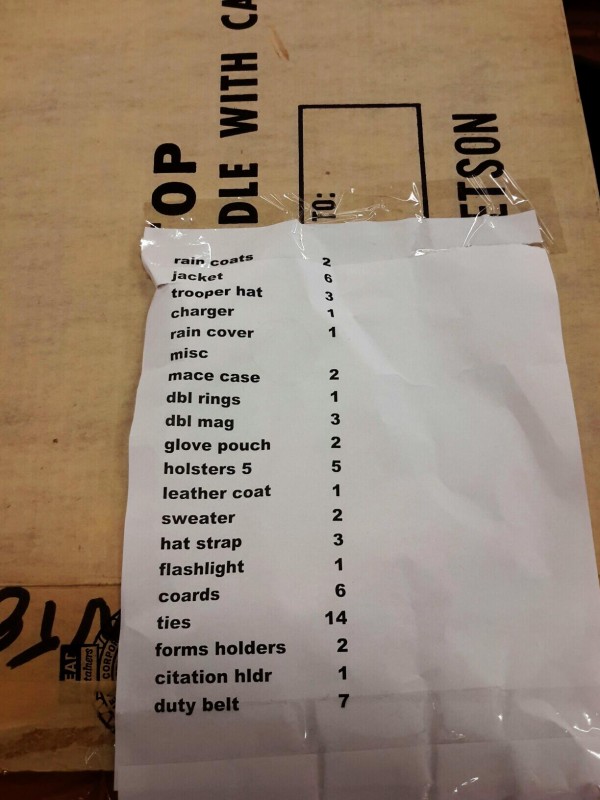 OP
DLE WITH CA
TO:
ETSON
rain coats 2
jacket 6
trooper hat 3
charger 1
rain cover 1
misc
mace case 2
dbl rings 1
dbl mag 3
glove pouch 2
holsters 5 5
leather coat 1
sweater 2
hat strap 3
flashlight 1
coards 6
ties 14
forms holders 2
citation hldr 1
duty belt 7
tainers
CORPO